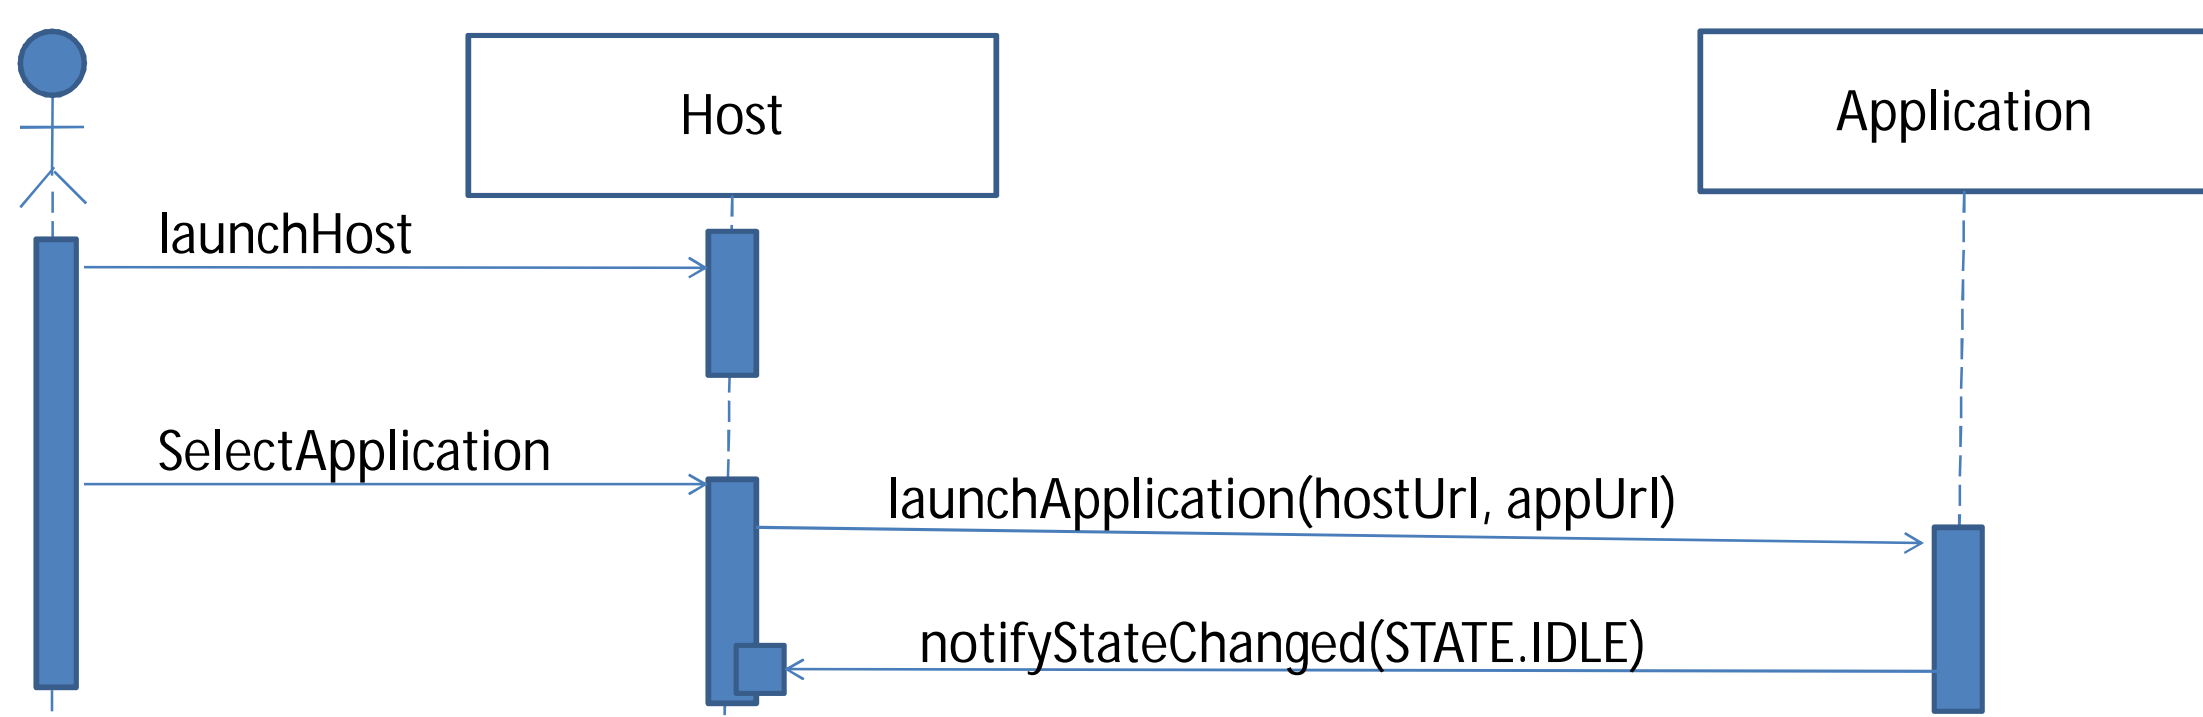 Host
Application
launchHost
SelectApplication
launchApplication(hostUrl, appUrl)
notifyStateChanged(STATE.IDLE)